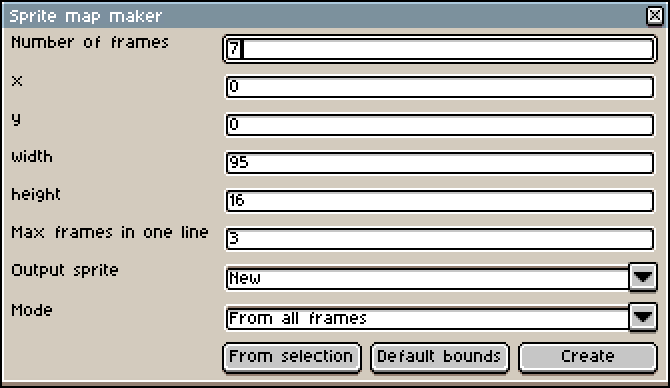 Sprite map maker
Number of frames 7
x 0
y 0
width 95
height 16
Max frames in one line 3
Output sprite New
Mode From all frames
From selection Default bounds Create